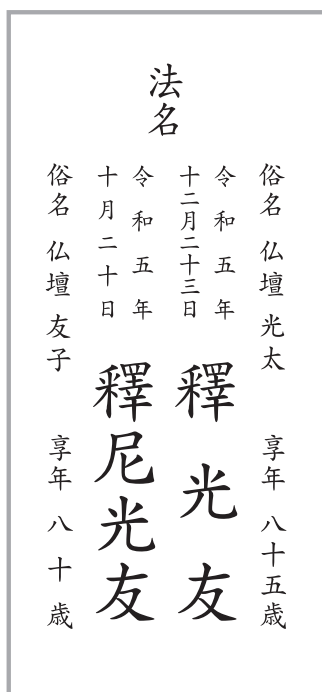 法名
俗名 仏壇 光太 享年 八十五歳
令和五年
十二月二十三日
釋光友
令和五年
十月二十日
釋尼光友
俗名 仏壇 友子 享年 八十歳